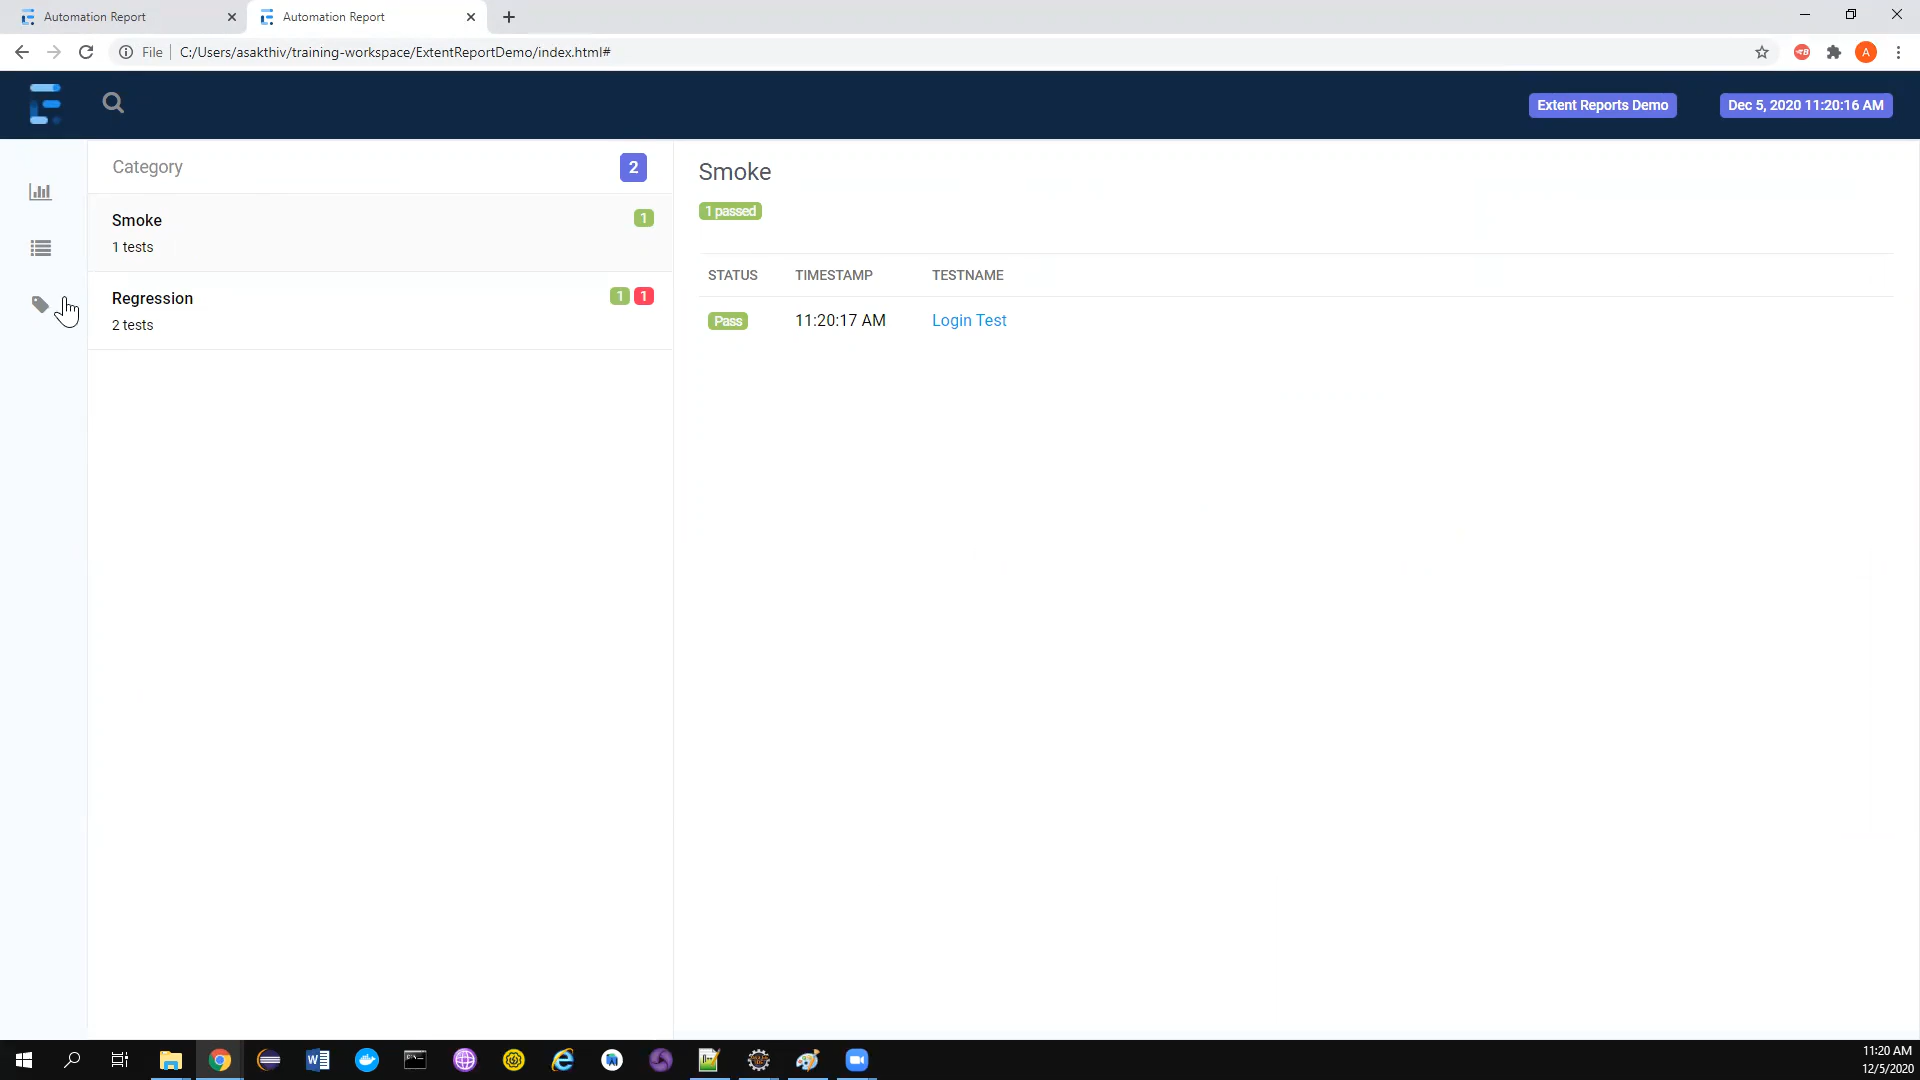 Automation Report
Automation Report
File C:/Users/asakthiv/training-workspace/ExtentReportDemo/index.html#
A
Extent Reports Demo
Dec 5, 2020 11:20:16 AM
Category 2
Smoke 1
1 tests
Regression 1 1
2 tests
Smoke
1 passed
STATUS TIMESTAMP TESTNAME
Pass 11:20:17 AM Login Test
11:20 AM
12/5/2020